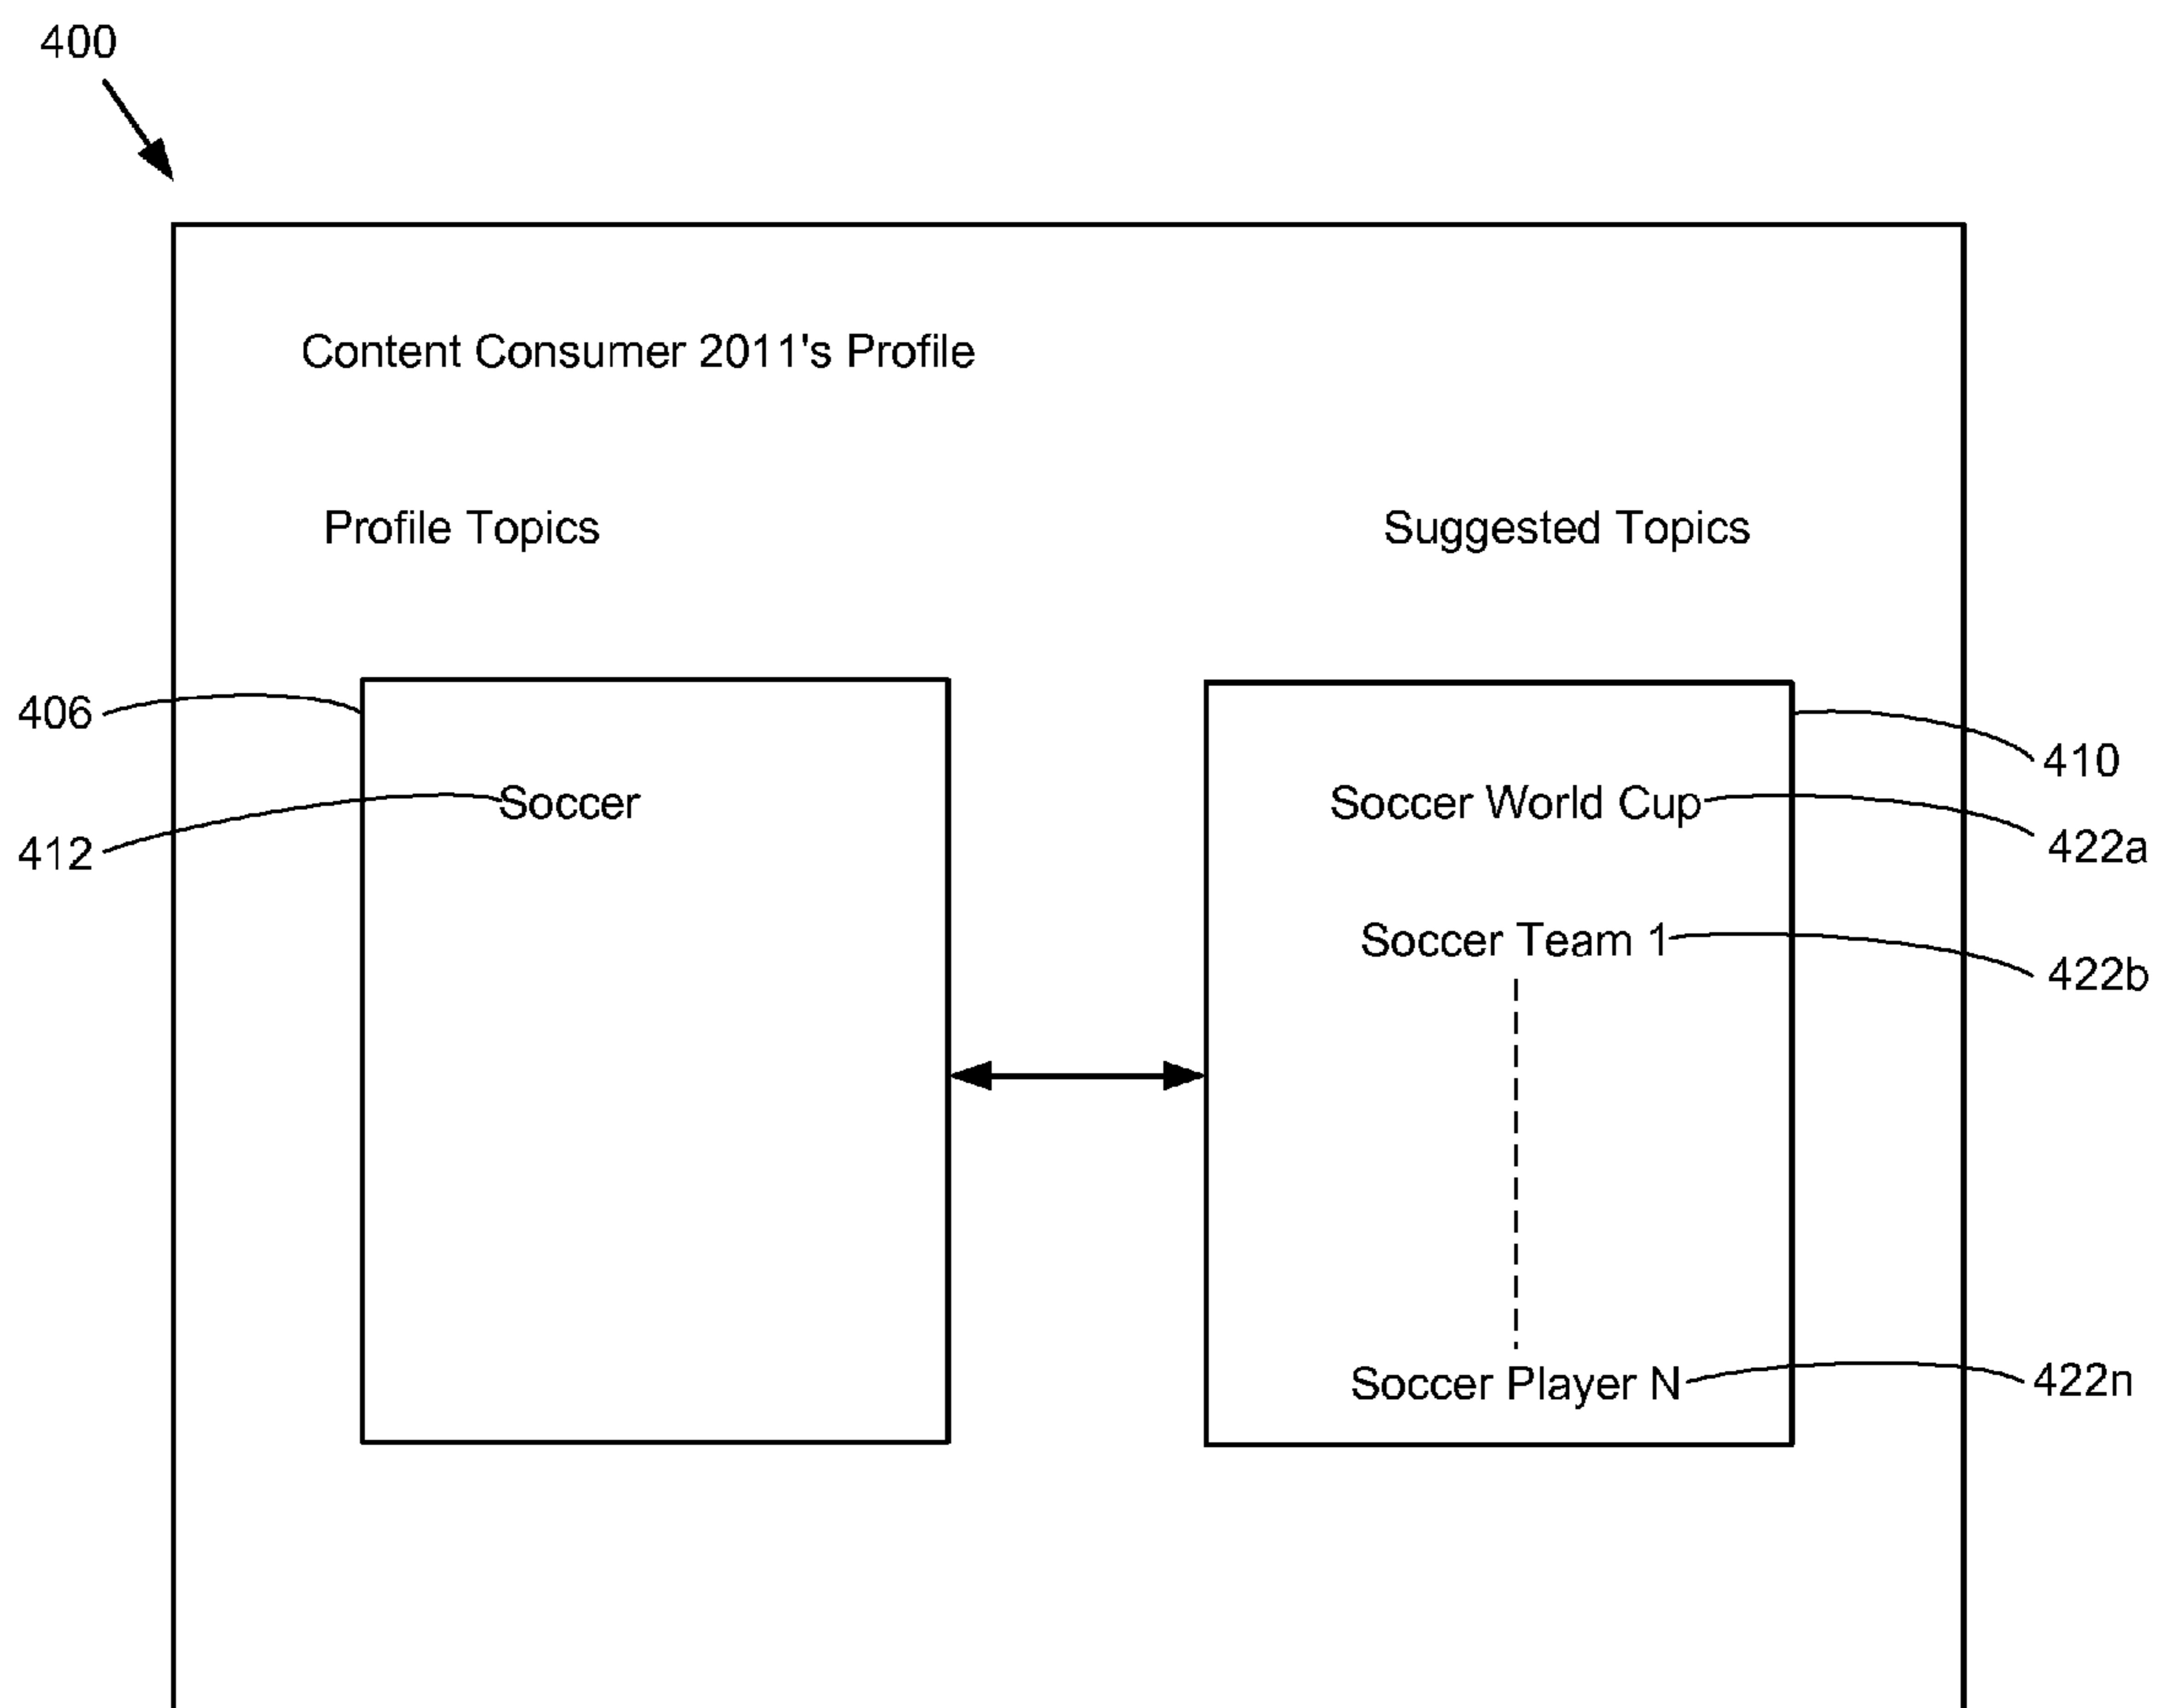 400
Content Consumer 2011's Profile
Profile Topics
Suggested Topics
406
410
Soccer
Soccer World Cup
412
422a
Soccer Team 1
422b
Soccer Player N
422n